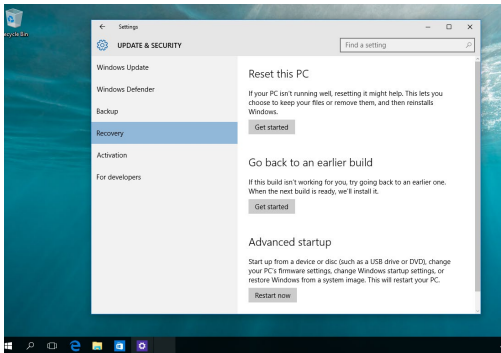 Recycle Bin
Settings
UPDATE & SECURITY
Find a setting
Windows Update
Windows Defender
Backup
Recovery
Activation
For developers
Reset this PC
If your PC isn't running well, resetting it might help. This lets you
choose to keep your files or remove them, and then reinstalls
Windows.
Get started
Go back to an earlier build
If this build isn't working for you, try going back to an earlier one.
When the next build is ready, we'll install it.
Get started
Advanced startup
Start up from a device or disc (such as a USB drive or DVD), change
your PC's firmware settings, change Windows startup settings, or
restore Windows from a system image. This will restart your PC.
Restart now